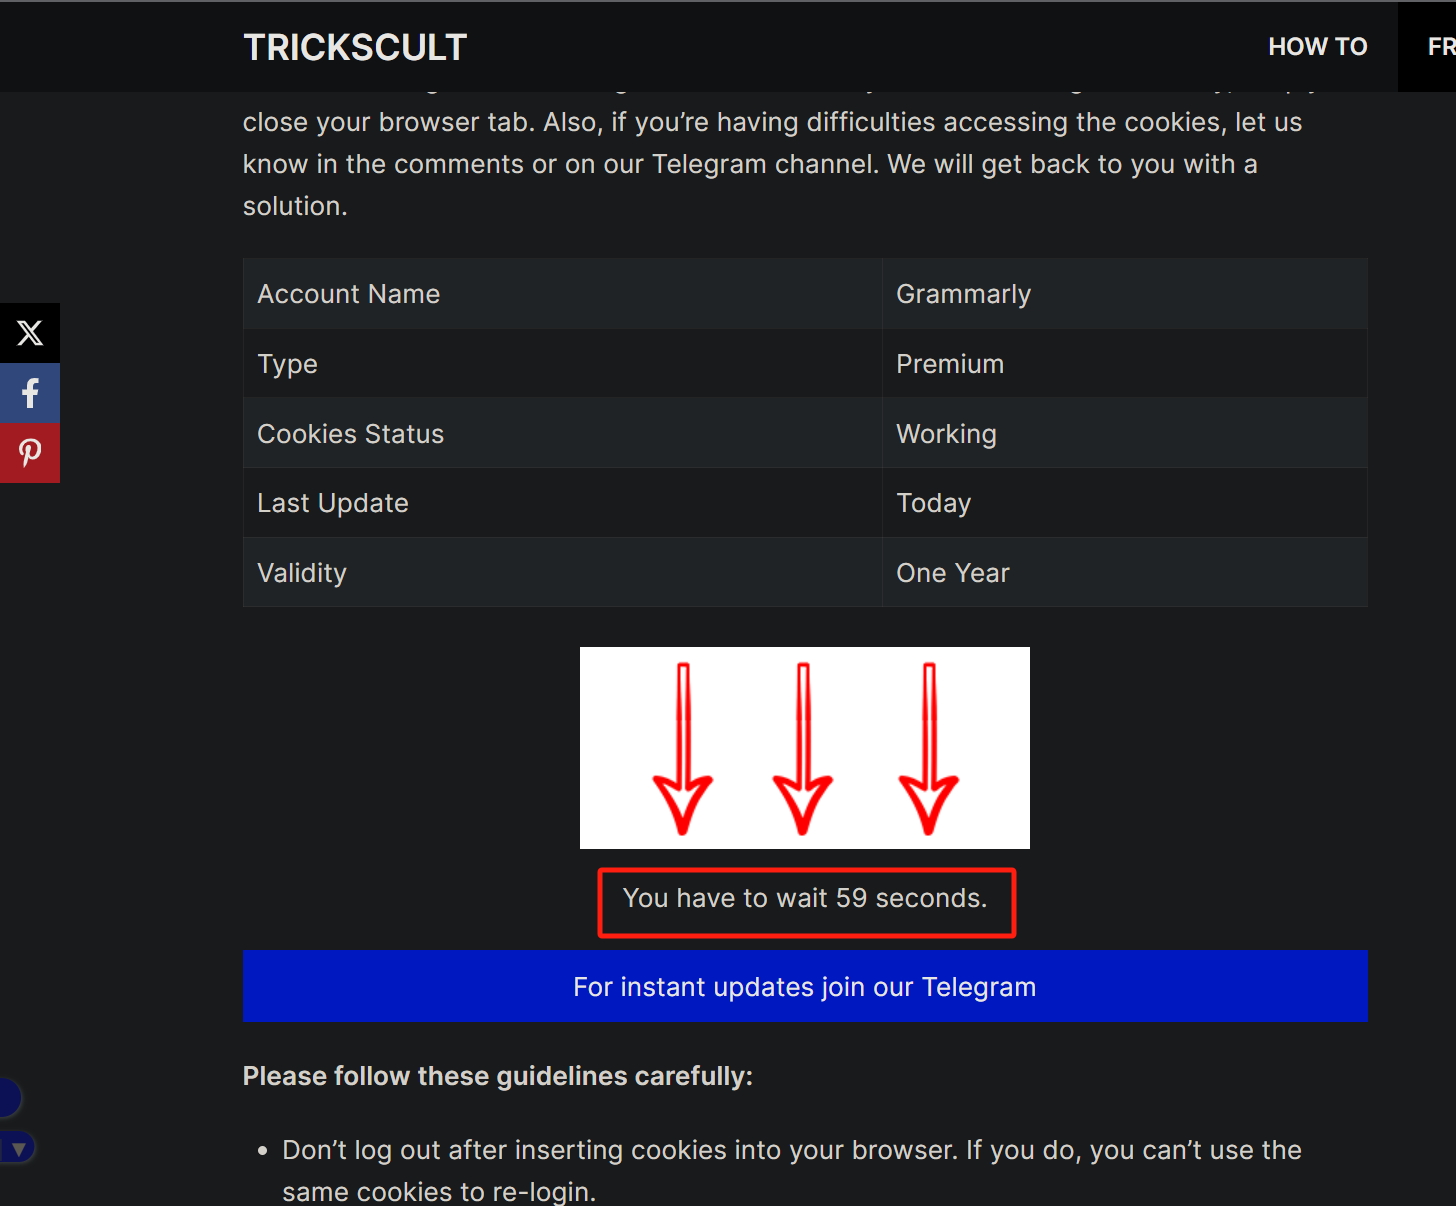 TRICKSCULT
HOW TO
FR
close your browser tab. Also, if you’re having difficulties accessing the cookies, let us
know in the comments or on our Telegram channel. We will get back to you with a
solution.
Account Name Grammarly
Type Premium
Cookies Status Working
Last Update Today
Validity One Year
You have to wait 59 seconds.
For instant updates join our Telegram
Please follow these guidelines carefully:
• Don’t log out after inserting cookies into your browser. If you do, you can’t use the
same cookies to re-login.